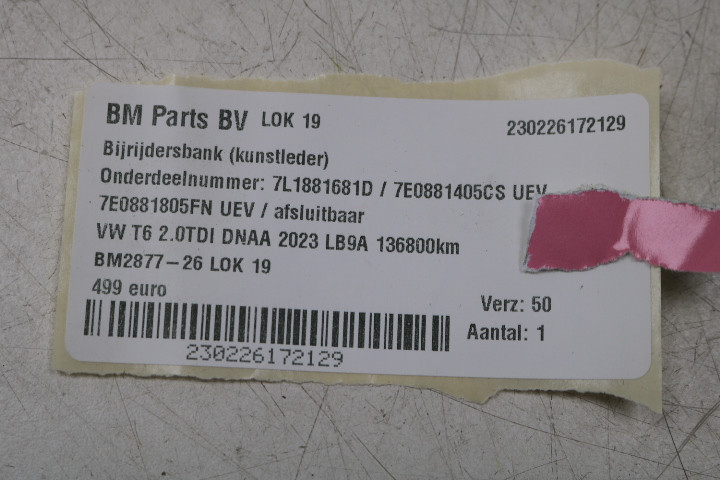 BM Parts BV LOK 19 230226172129
Bijrijdersbank (kunstleder)
Onderdeelnummer: 7L1881681D / 7E0881405CS UEV
7E0881805FN UEV / afsluitbaar
VW T6 2.0TDI DNAA 2023 LB9A 136800km
BM2877-26 LOK 19
499 euro
Verz: 50
Aantal: 1
230226172129